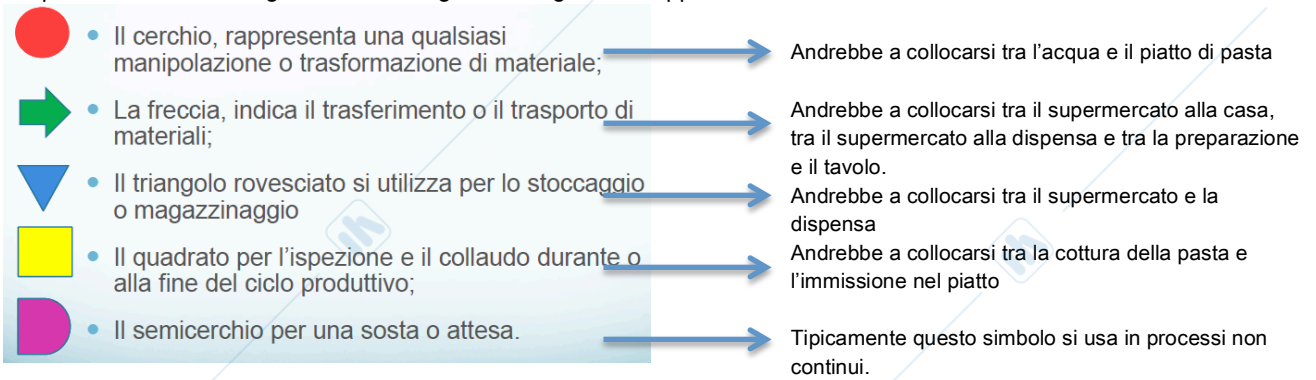 Il cerchio, rappresenta una qualsiasi
manipolazione o trasformazione di materiale;
Andrebbe a collocarsi tra l'acqua e il piatto di pasta
La freccia, indica il trasferimento o il trasporto di
materiali;
Andrebbe a collocarsi tra il supermercato alla casa,
tra il supermercato alla dispensa e tra la preparazione
e il tavolo.
Il triangolo rovesciato si utilizza per lo stoccaggio
o magazzinaggio
Andrebbe a collocarsi tra il supermercato e la
dispensa
Il quadrato per l'ispezione e il collaudo durante o
alla fine del ciclo produttivo;
Andrebbe a collocarsi tra la cottura della pasta e
l'immissione nel piatto
Il semicerchio per una sosta o attesa.
Tipicamente questo simbolo si usa in processi non
continui.